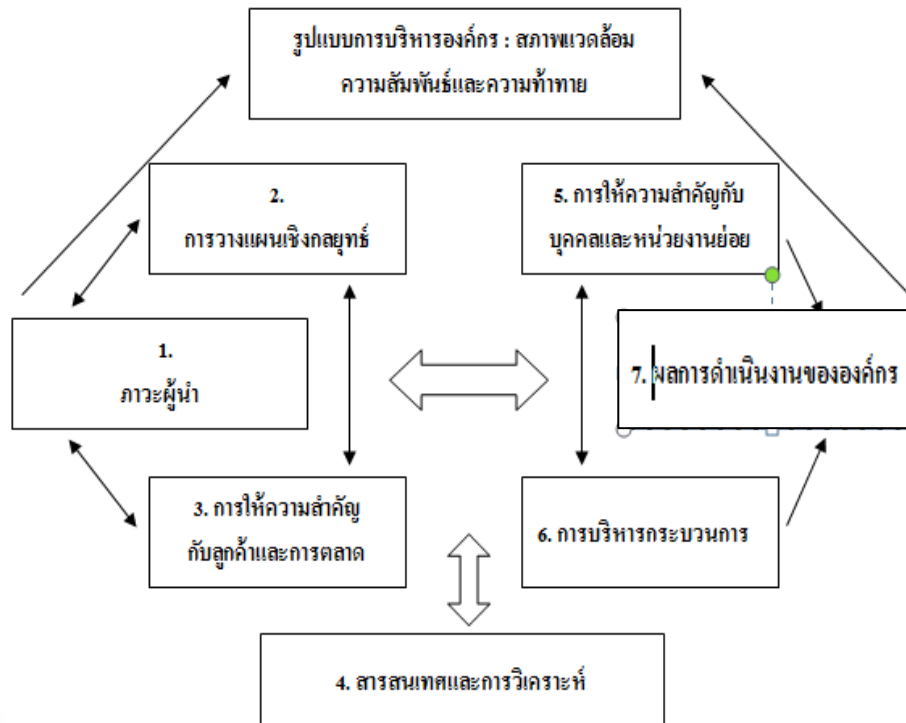 รูปแบบการบริหารองค์กร : สภาพแวดล้อม
ความสัมพันธ์และความท้าทาย
2.
การวางแผนเชิงกลยุทธ์
5. การให้ความสำคัญกับ
บุคคลและหน่วยงานย่อย
1.
ภาวะผู้นำ
7. ผลการดำเนินงานขององค์กร
3. การให้ความสำคัญ
กับลูกค้าและการตลาด
6. การบริหารกระบวนการ
4. สารสนเทศและการวิเคราะห์